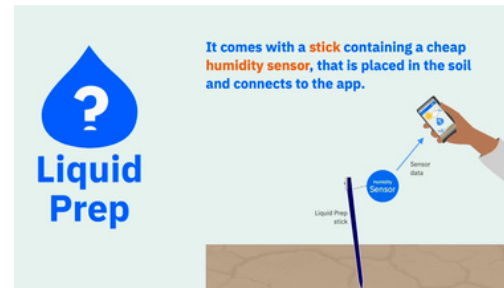 It comes with a stick containing a cheap
humidity sensor, that is placed in the soil
and connects to the app.
?
Liquid
Prep
Sensor
data
Humidity
Sensor
Liquid Prep
stick